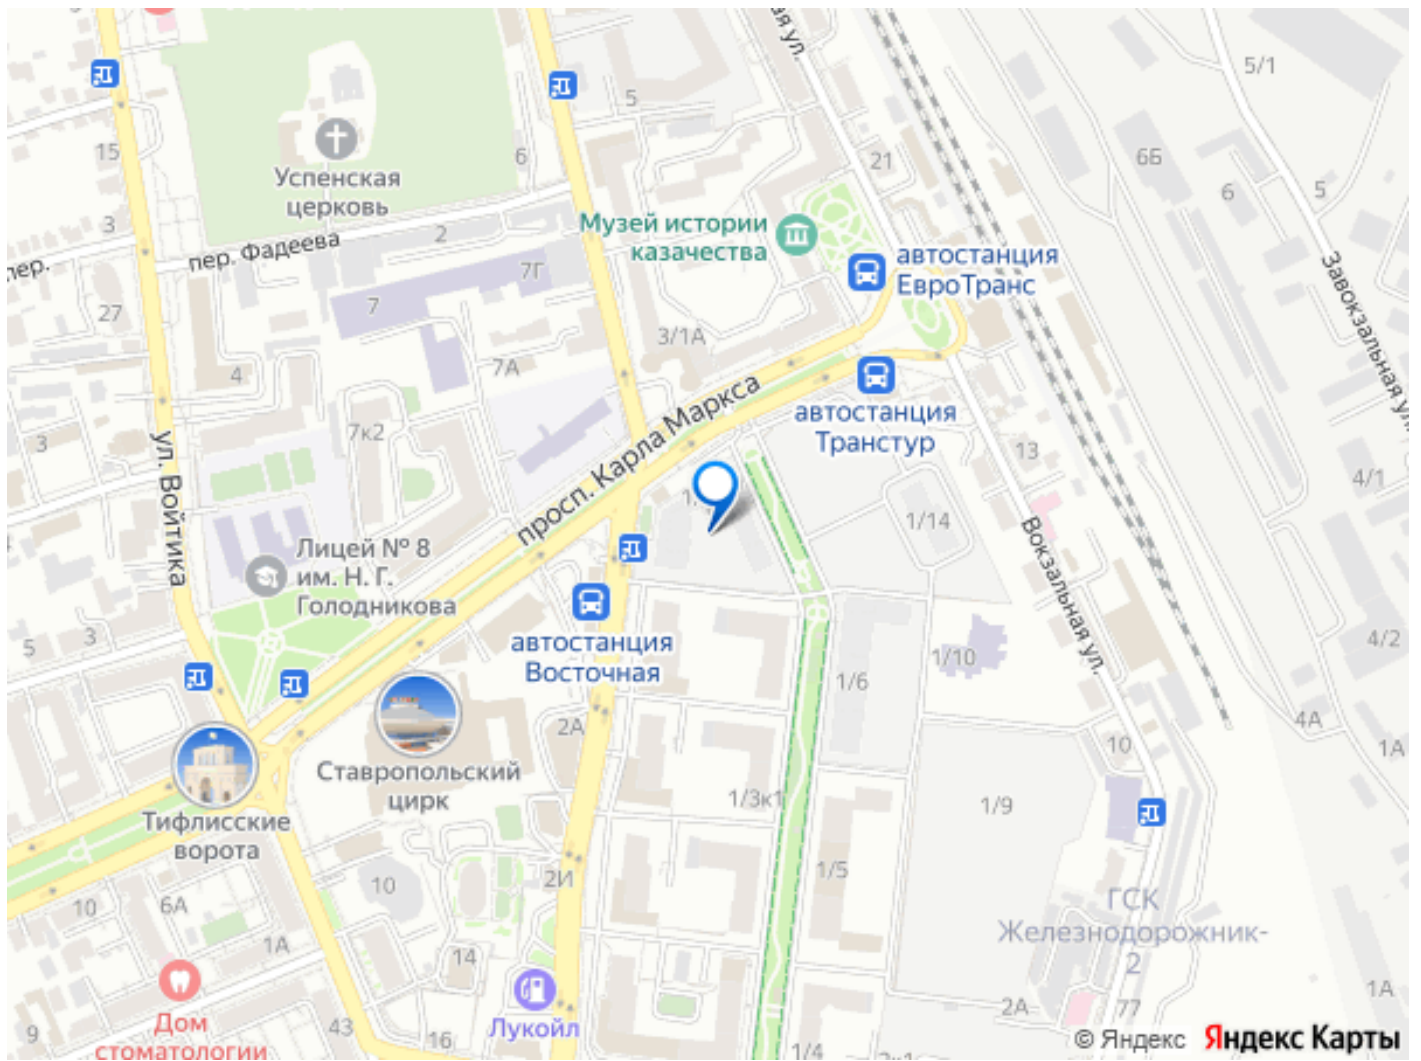 5/1
5
15
21
6Б
6
5
6
Успенская
церковь
3
2
пер. Фадеева
Музей истории
казачества
автостанция
ЕвроТранс
пер.
7Г
7
27
3/1А
Завокзальная ул.
4
7А
просп. Карла Маркса
автостанция
Транстур
3
7к2
ул. Войтика
13
4/1
1/14
Вокзальная ул.
Лицей № 8
им. Н. Г.
Голодникова
5
3
автостанция
Восточная
1/10
4/2
1/6
2А
4А
1А
10
Ставропольский
цирк
1/3к1
1/9
Тифлисские
ворота
10
6А
10
2И
1/5
1А
14
ГСК
Железнодорожник-
2
Дом
стоматологии
9
43
16
Лукойл
2А
77
1А
1/4
© Яндекс Яндекс Карты